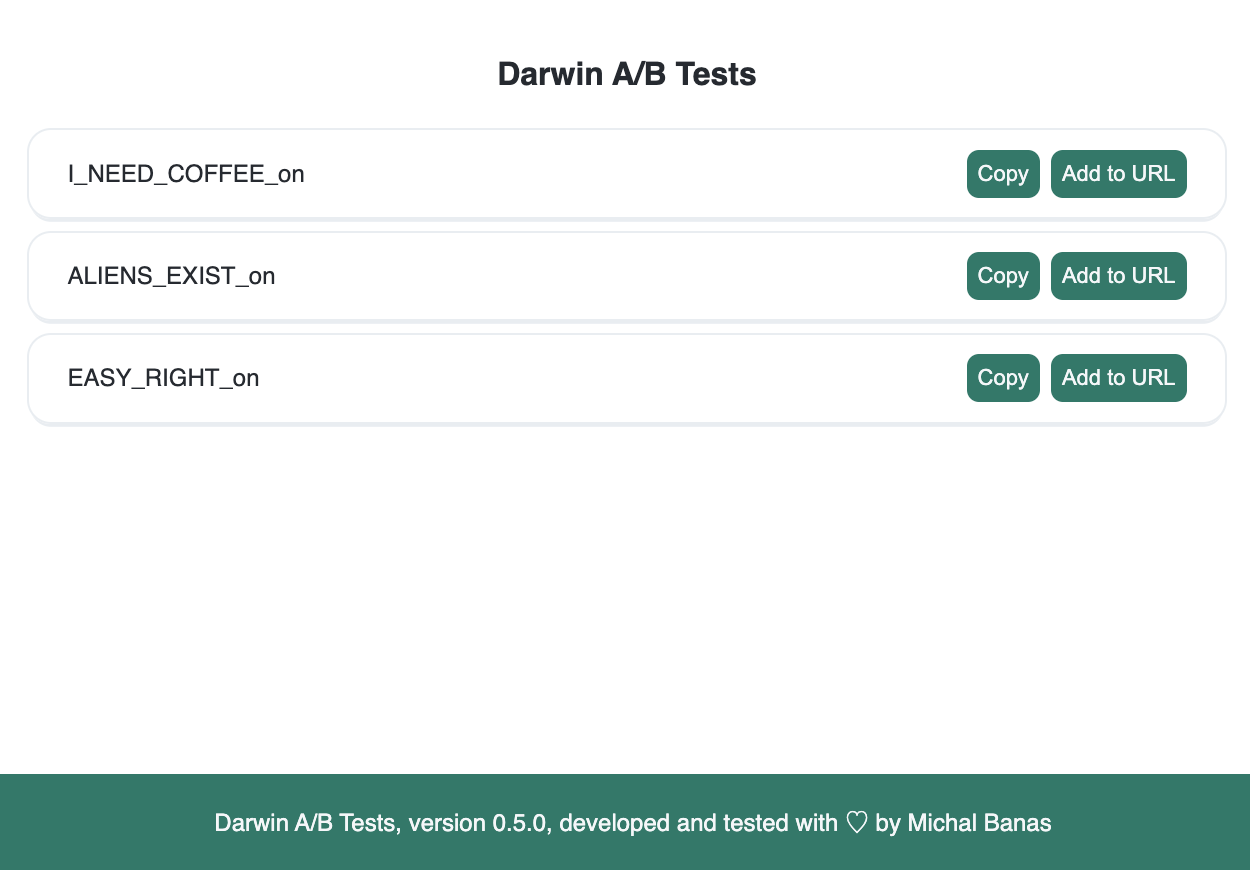 Darwin A/B Tests
I_NEED_COFFEE_on Copy Add to URL
ALIENS_EXIST_on Copy Add to URL
EASY_RIGHT_on Copy Add to URL
Darwin A/B Tests, version 0.5.0, developed and tested with ♡ by Michal Banas